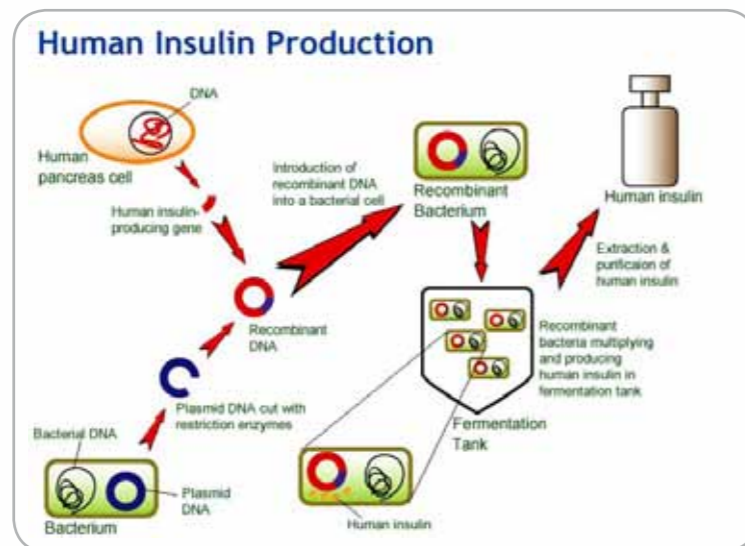 Human Insulin Production
DNA
Human
pancreas cell
Human insulin-
producing gene
Introduction of
recombinant DNA
into a bacterial cell
Recombinant
Bacterium
Human insulin
Extraction &
purificaion of
human insulin
Recombinant
DNA
Recombinant
bacteria multiplying
and producing
human insulin in
fermentation tank
Plasmid DNA cut with
restriction enzymes
Fermentation
Tank
Bacterial DNA
Plasmid
DNA
Bacterium
Human insulin